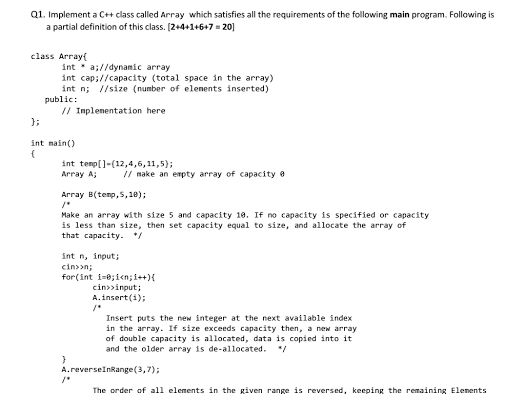 Q1. Implement a C++ class called Array which satisfies all the requirements of the following main program. Following is
a partial definition of this class. [2+4+1+6+7 = 20]
class Array{
int * a;//dynamic array
int cap;//capacity (total space in the array)
int n; //size (number of elements inserted)
public:
// Implementation here
};
int main()
{
int temp[]={12,4,6,11,5};
Array A; // make an empty array of capacity 0
Array B(temp,5,10);
/*
Make an array with size 5 and capacity 10. If no capacity is specified or capacity
is less than size, then set capacity equal to size, and allocate the array of
that capacity. */
int n, input;
cin>>n;
for(int i=0;i<n;i++){
cin>>input;
A.insert(i);
/*
Insert puts the new integer at the next available index
in the array. If size exceeds capacity then, a new array
of double capacity is allocated, data is copied into it
and the older array is de-allocated. */
}
A.reverseInRange(3,7);
/*
The order of all elements in the given range is reversed, keeping the remaining Elements